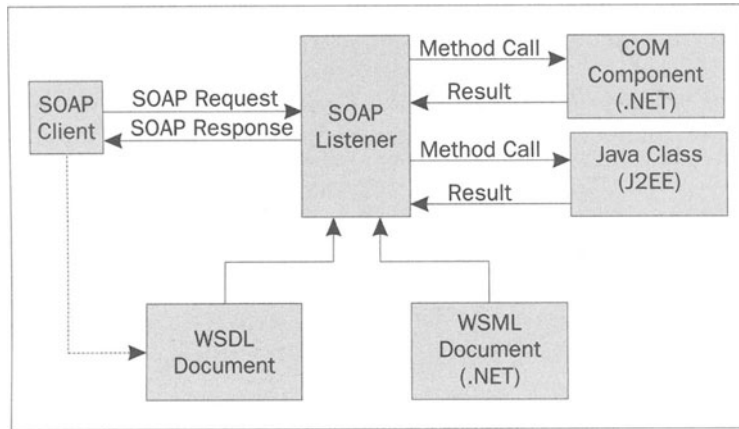 Method Call
COM
Component
(.NET)
Result
SOAP
Client
SOAP Request
SOAP Response
SOAP
Listener
Method Call
Result
Java Class
(J2EE)
WSDL
Document
WSML
Document
(.NET)